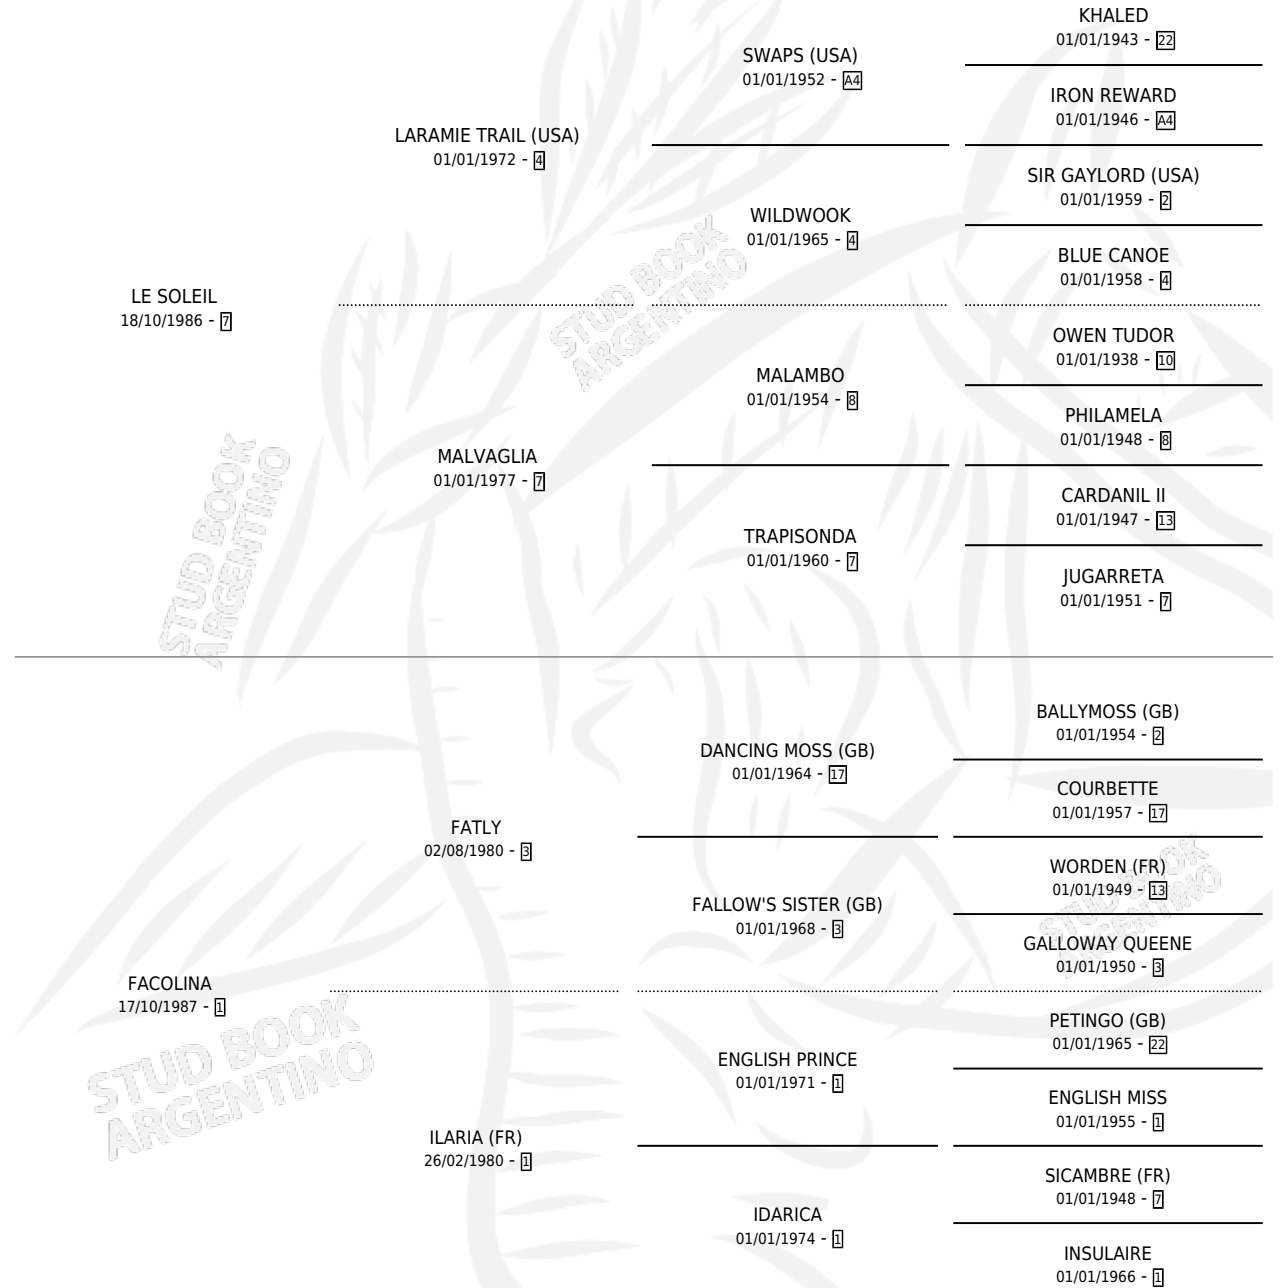 KHALED
01/01/1943 - 22
SWAPS (USA)
01/01/1952 - A4
IRON REWARD
01/01/1946 - A4
LARAMIE TRAIL (USA)
01/01/1972 - 4
SIR GAYLORD (USA)
01/01/1959 - 2
WILDWOOK
01/01/1965 - 4
BLUE CANOE
01/01/1958 - 4
LE SOLEIL
18/10/1986 - 7
STUD BOOK
ARGENTINO
OWEN TUDOR
01/01/1938 - 10
MALAMBO
01/01/1954 - 8
PHILAMELA
01/01/1948 - 8
MALVAGLIA
01/01/1977 - 7
CARDANIL II
01/01/1947 - 13
TRAPISONDA
01/01/1960 - 7
JUGARRETA
01/01/1951 - 7
STUD BOOK
ARGENTINO
BALLYMOSS (GB)
01/01/1954 - 2
DANCING MOSS (GB)
01/01/1964 - 17
COURBETTE
01/01/1957 - 17
FATLY
02/08/1980 - 3
WORDEN (FR)
01/01/1949 - 13
FALLOW'S SISTER (GB)
01/01/1968 - 3
GALLOWAY QUEENE
01/01/1950 - 3
STUD BOOK
ARGENTINO
FACOLINA
17/10/1987 - 1
PETINGO (GB)
01/01/1965 - 22
ENGLISH PRINCE
01/01/1971 - 1
ENGLISH MISS
01/01/1955 - 1
STUD BOOK
ARGENTINO
ILARIA (FR)
26/02/1980 - 1
SICAMBRE (FR)
01/01/1948 - 7
IDARICA
01/01/1974 - 1
INSULAIRE
01/01/1966 - 1